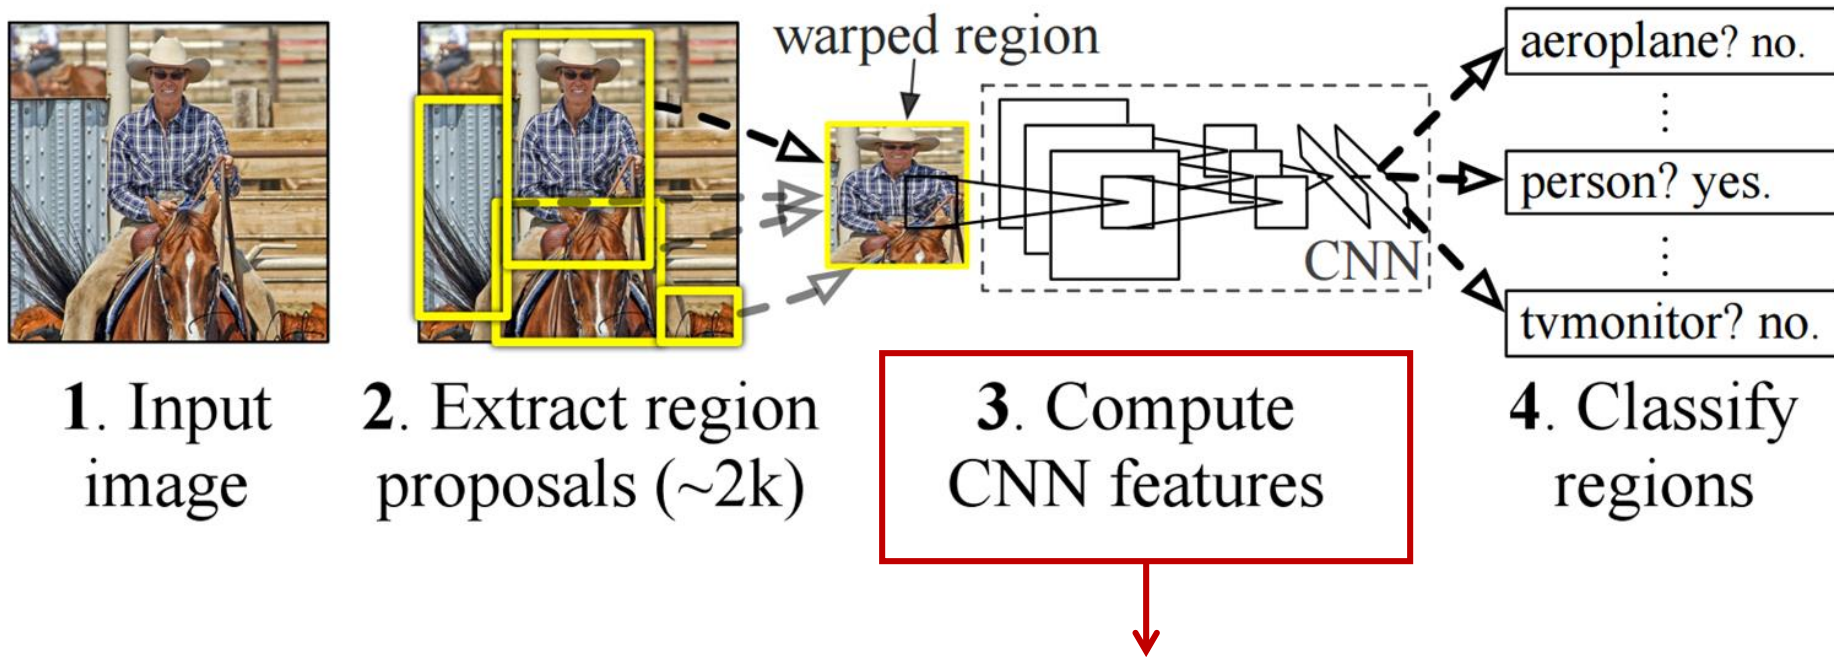 warped region
aeroplane? no.
person? yes.
CNN
tvmonitor? no.
1. Input
image
2. Extract region
proposals (~2k)
3. Compute
CNN features
4. Classify
regions